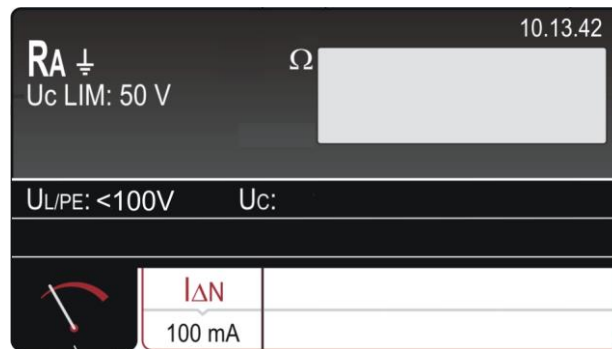 10.13.42
RA ⏚ Ω
Uc LIM: 50 V
UL/PE: <100V UC:
IΔN
100 mA